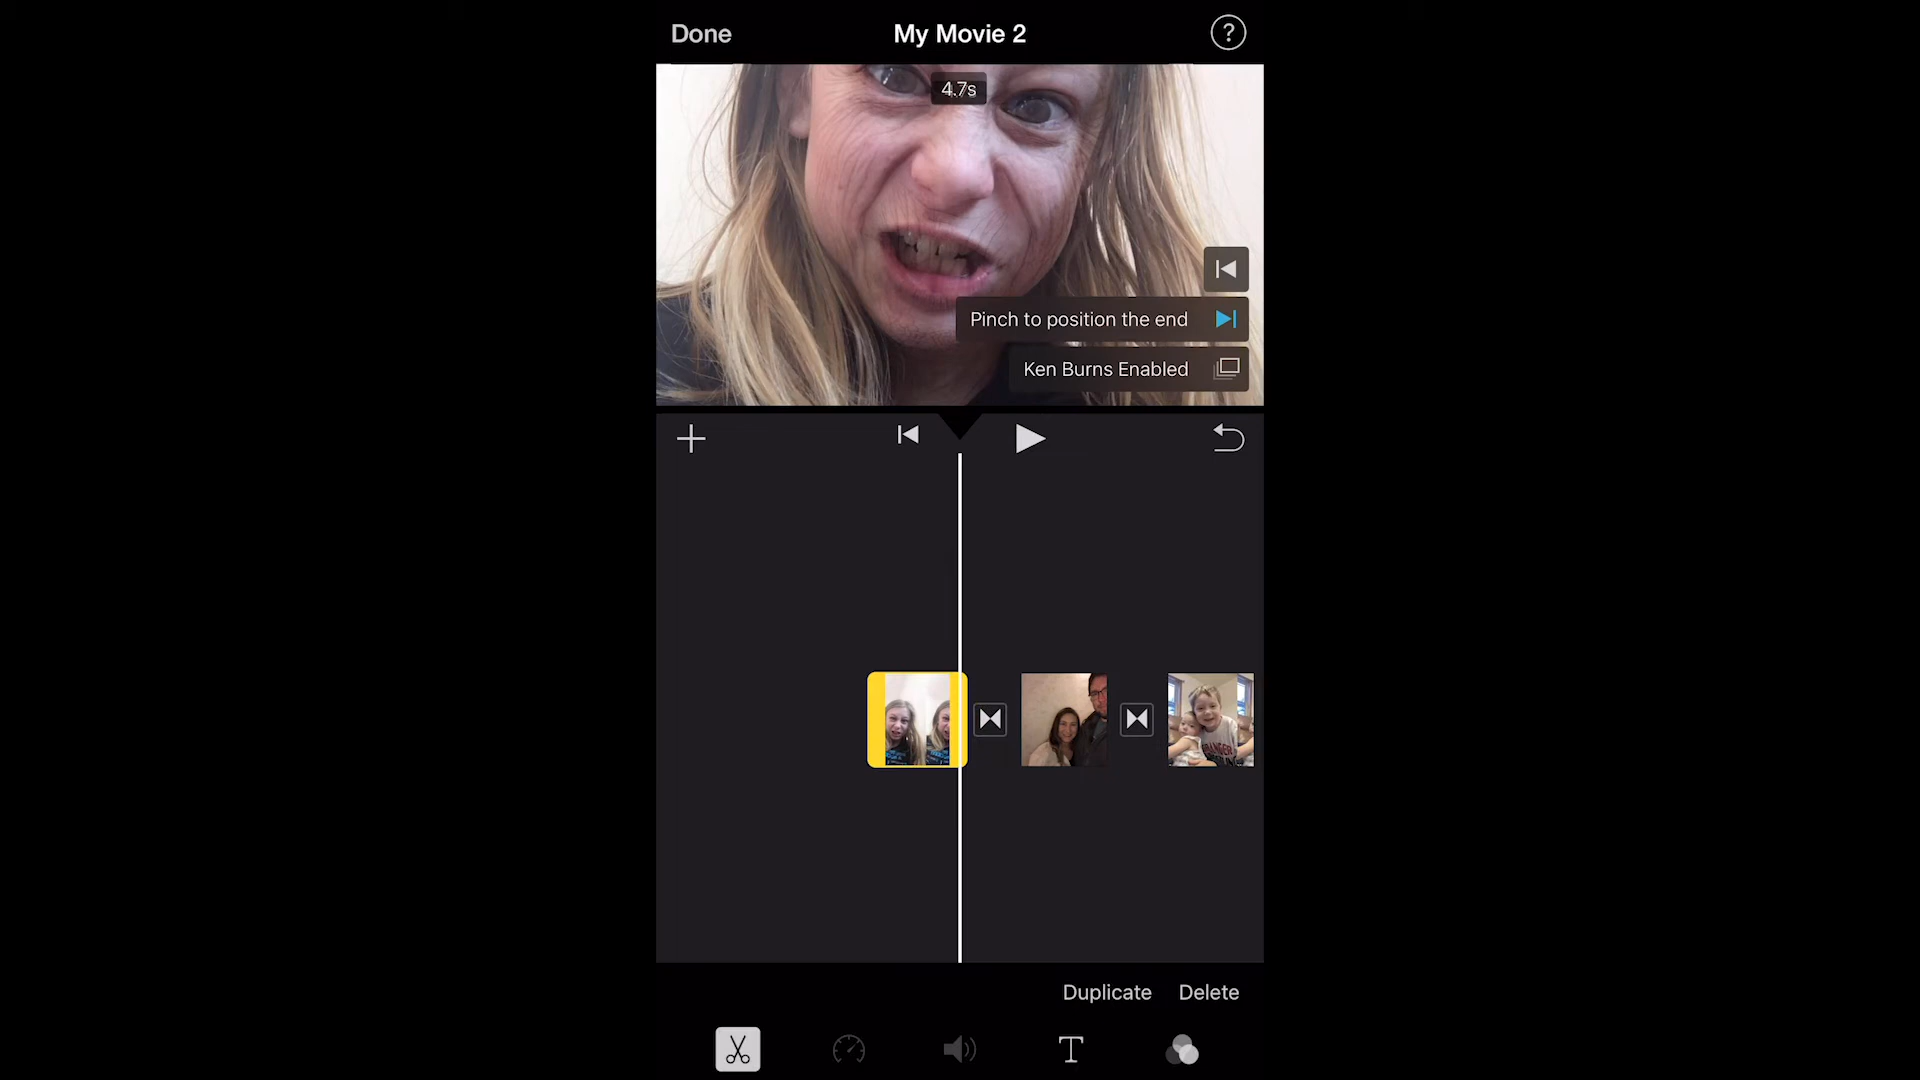 Done
My Movie 2
?
4.7s
Pinch to position the end
Ken Burns Enabled
Duplicate
Delete
T